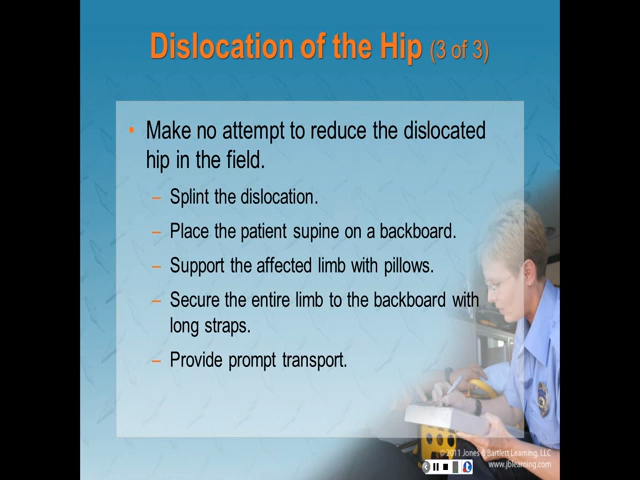 Dislocation of the Hip (3 of 3)
• Make no attempt to reduce the dislocated
hip in the field.
– Splint the dislocation.
– Place the patient supine on a backboard.
– Support the affected limb with pillows.
– Secure the entire limb to the backboard with
long straps.
– Provide prompt transport.
© 2011 Jones & Bartlett Learning, LLC
www.jblearning.com